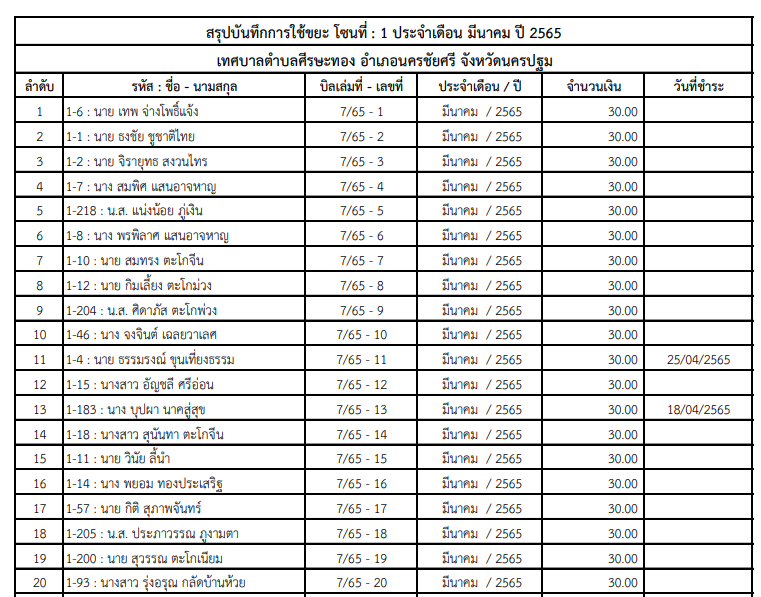 สรุปบันทึกการใช้ขยะ โซนที่ : 1 ประจำเดือน มีนาคม ปี 2565
เทศบาลตำบลศีรษะทอง อำเภอนครชัยศรี จังหวัดนครปฐม
ลำดับ รหัส : ชื่อ - นามสกุล บิลเล่มที่ - เลขที่ ประจำเดือน / ปี จำนวนเงิน วันที่ชำระ
1 1-6 : นาย เทพ จ่างโพธิ์แจ้ง 7/65 - 1 มีนาคม / 2565 30.00
2 1-1 : นาย ธงชัย ชูชาติไทย 7/65 - 2 มีนาคม / 2565 30.00
3 1-2 : นาย จิรายุทธ สงวนไทร 7/65 - 3 มีนาคม / 2565 30.00
4 1-7 : นาง สมพิศ แสนอาจหาญ 7/65 - 4 มีนาคม / 2565 30.00
5 1-218 : น.ส. แน่งน้อย ภู่เงิน 7/65 - 5 มีนาคม / 2565 30.00
6 1-8 : นาง พรพิลาศ แสนอาจหาญ 7/65 - 6 มีนาคม / 2565 30.00
7 1-10 : นาย สมทรง ตะโกจีน 7/65 - 7 มีนาคม / 2565 30.00
8 1-12 : นาย กิมเลี้ยง ตะโกม่วง 7/65 - 8 มีนาคม / 2565 30.00
9 1-204 : น.ส. ศิดาภัส ตะโกพ่วง 7/65 - 9 มีนาคม / 2565 30.00
10 1-46 : นาง จงจินต์ เฉลยวาเลศ 7/65 - 10 มีนาคม / 2565 30.00
11 1-4 : นาย ธรรมรงณ์ ขุนเที่ยงธรรม 7/65 - 11 มีนาคม / 2565 30.00 25/04/2565
12 1-15 : นางสาว อัญชลี ศรีอ่อน 7/65 - 12 มีนาคม / 2565 30.00
13 1-183 : นาง บุปผา นาคสู่สุข 7/65 - 13 มีนาคม / 2565 30.00 18/04/2565
14 1-18 : นางสาว สุนันทา ตะโกจีน 7/65 - 14 มีนาคม / 2565 30.00
15 1-11 : นาย วินัย ลี้นำ 7/65 - 15 มีนาคม / 2565 30.00
16 1-14 : นาง พยอม ทองประเสริฐ 7/65 - 16 มีนาคม / 2565 30.00
17 1-57 : นาย กิติ สุภาพจันทร์ 7/65 - 17 มีนาคม / 2565 30.00
18 1-205 : น.ส. ประภาวรรณ ภูงามตา 7/65 - 18 มีนาคม / 2565 30.00
19 1-200 : นาย สุวรรณ ตะโกเนียม 7/65 - 19 มีนาคม / 2565 30.00
20 1-93 : นางสาว รุ่งอรุณ กลัดบ้านห้วย 7/65 - 20 มีนาคม / 2565 30.00